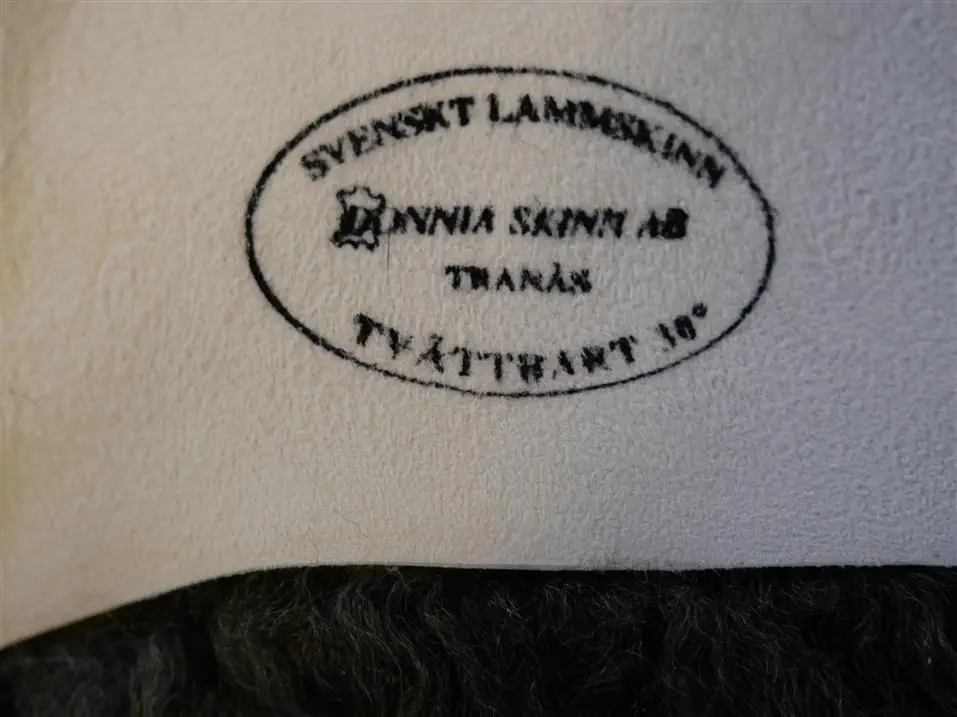 SVENSKT LAMMSKINN
DONNIA SKINN AB
TRANÅS
TVÄTTBART 30°